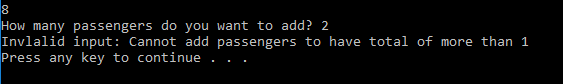 8
How many passengers do you want to add? 2
Invlalid input: Cannot add passengers to have total of more than 1
Press any key to continue . . .